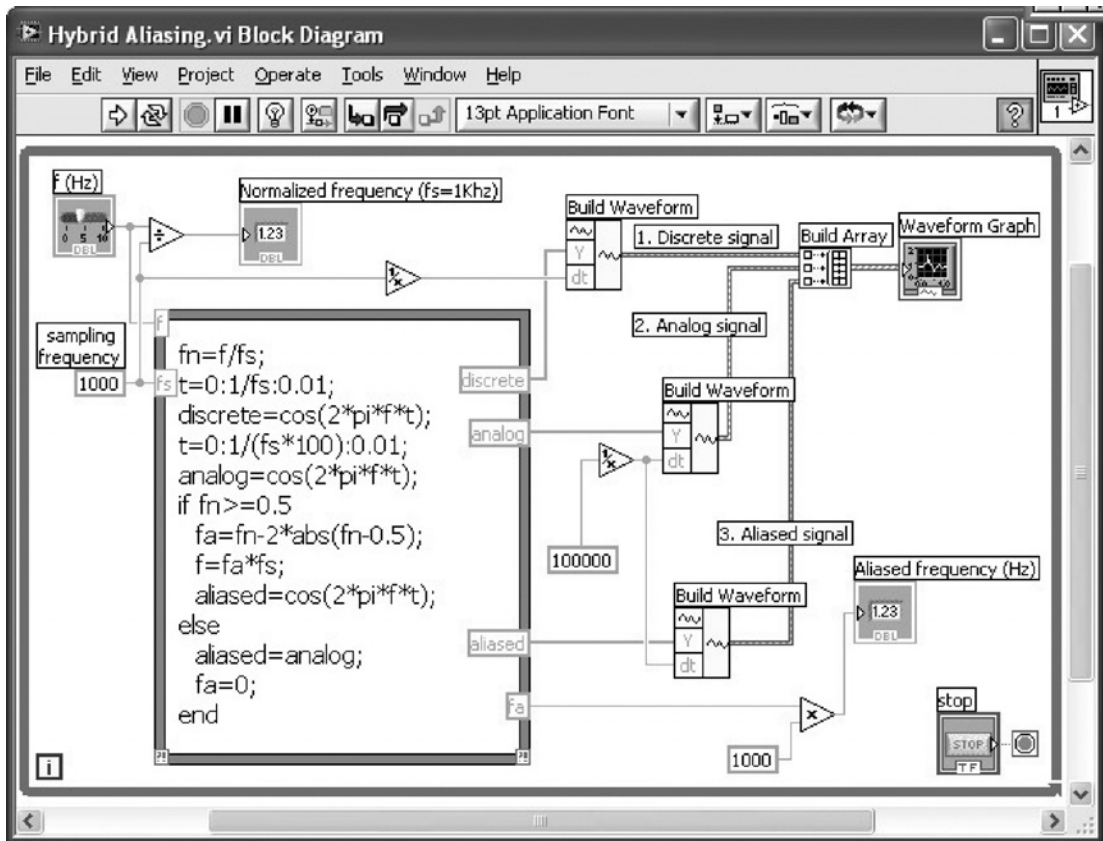 Hybrid Aliasing.vi Block Diagram
File Edit View Project Operate Tools Window Help
13pt Application Font
1
f (Hz)
0 5 10
DBL
Normalized frequency (fs=1Khz)
1.23
DBL
Build Waveform
Y
dt
1. Discrete signal
Build Array
Waveform Graph
sampling
frequency
1000
f
fs
fn=f/fs;
t=0:1/fs:0.01;
discrete=cos(2*pi*f*t);
t=0:1/(fs*100):0.01;
analog=cos(2*pi*f*t);
if fn>=0.5
fa=fn-2*abs(fn-0.5);
f=fa*fs;
aliased=cos(2*pi*f*t);
else
aliased=analog;
fa=0;
end
discrete
analog
aliased
fa
2. Analog signal
Build Waveform
Y
dt
100000
3. Aliased signal
Build Waveform
Y
dt
Aliased frequency (Hz)
1.23
DBL
1000
stop
STOP
TF
i